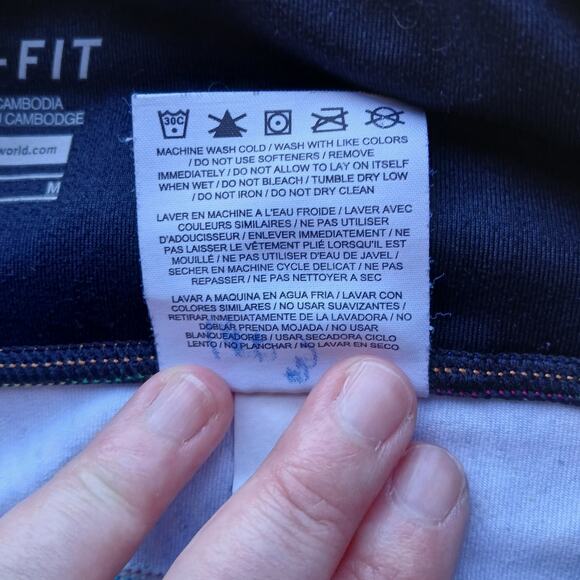 -FIT
CAMBODIA
CAMBODGE
world.com
M
30C
MACHINE WASH COLD / WASH WITH LIKE COLORS
/ DO NOT USE SOFTENERS / REMOVE
IMMEDIATELY / DO NOT ALLOW TO LAY ON ITSELF
WHEN WET / DO NOT BLEACH / TUMBLE DRY LOW
/ DO NOT IRON / DO NOT DRY CLEAN
LAVER EN MACHINE A L'EAU FROIDE / LAVER AVEC
COULEURS SIMILAIRES / NE PAS UTILISER
D'ADOUCISSEUR / ENLEVER IMMEDIATEMENT / NE
PAS LAISSER LE VÊTEMENT PLIÉ LORSQU'IL EST
MOUILLÉ / NE PAS UTILISER D'EAU DE JAVEL /
SECHER EN MACHINE CYCLE DELICAT / NE PAS
REPASSER / NE PAS NETTOYER A SEC
LAVAR A MAQUINA EN AGUA FRIA / LAVAR CON
COLORES SIMILARES / NO USAR SUAVIZANTES /
RETIRAR INMEDIATAMENTE DE LA LAVADORA / NO
DOBLAR PRENDA MOJADA / NO USAR
BLANQUEADORES / USAR SECADORA CICLO
LENTO / NO PLANCHAR / NO LAVAR EN SECO